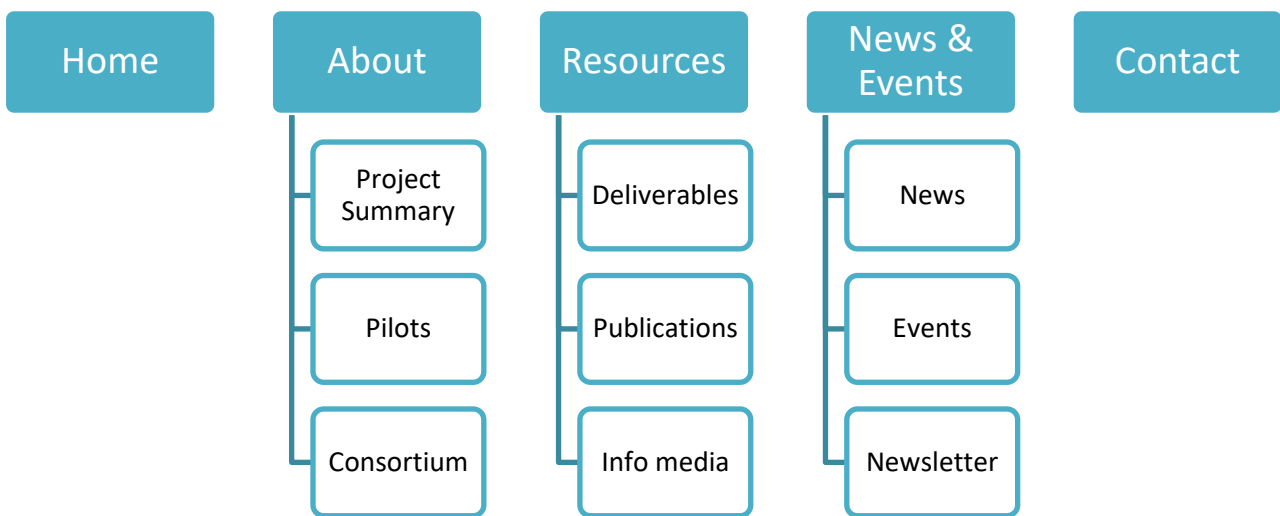 Home
About
Resources
News &
Events
Contact
Project
Summary
Pilots
Consortium
Deliverables
Publications
Info media
News
Events
Newsletter